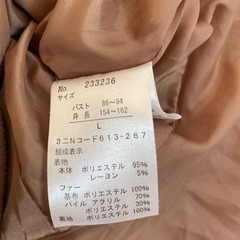 No. 233236
サイズ
バスト 86~94
身長 154~162
L
3ニNコード613-267
組成表示
表地
本体 ポリエステル 95%
レーヨン 5%
ファー
基布 ポリエステル 100%
パイル アクリル 70%
ポリエステル 30%
裏地 ポリエステル 100%